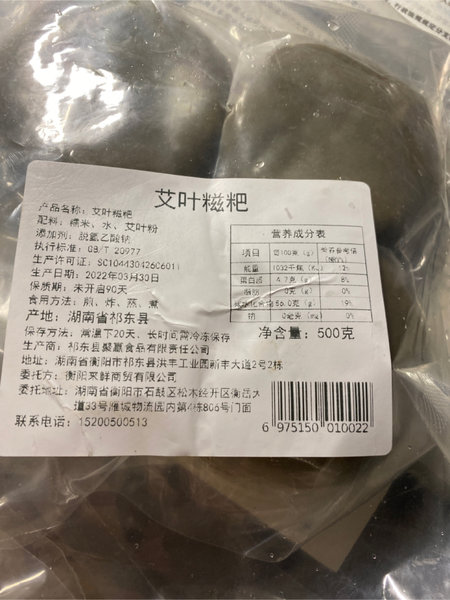 艾叶糍粑
产品名称：艾叶糍粑
配料：糯米、水、艾叶粉
添加剂：脱氢乙酸钠
执行标准：GB/T 20977
生产许可证：SC10443042606011
生产日期：2022年03月30日
保质期：未开启90天
食用方法：煎、炸、蒸、煮
产地：湖南省祁东县
保存方法：常温下20天、长时间需冷冻保存
生产商：祁东县聚赢食品有限责任公司
地址：湖南省衡阳市祁东县洪丰工业园新丰大道2号2栋
委托方：衡阳来鲜商贸有限公司
委托地址：湖南省衡阳市石鼓区松木经开区衡岳大
道33号雁城物流园内第4栋806号门面
联系电话：15200500513
营养成分表
项目 每100克(g) 营养参考值
能量 1032千焦 12%
蛋白质 4.7克(g) 8%
脂肪 0克(g) 0%
碳水化合物 56.0克(g) 19%
钠 0毫克 0%
净含量：500克
6 975150 010022